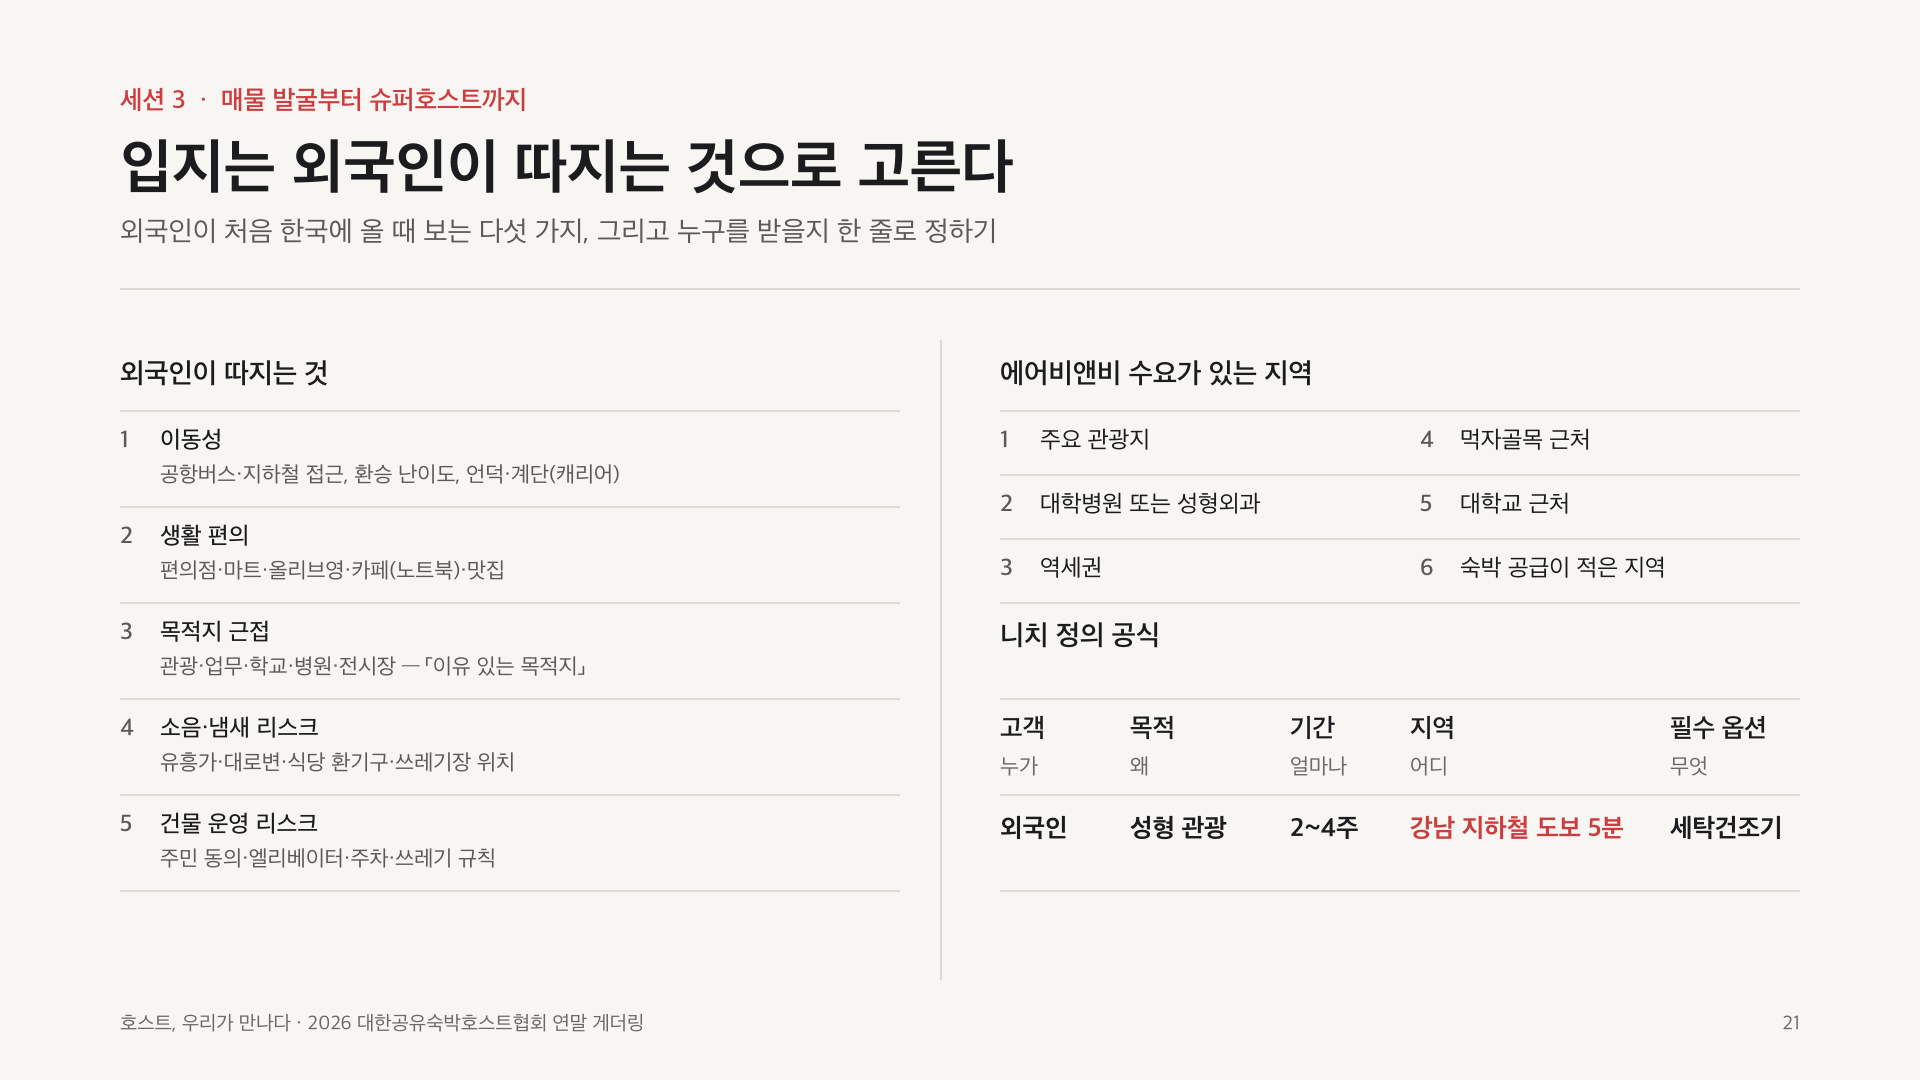 세션 3 · 매물 발굴부터 슈퍼호스트까지
입지는 외국인이 따지는 것으로 고른다
외국인이 처음 한국에 올 때 보는 다섯 가지, 그리고 누구를 받을지 한 줄로 정하기
외국인이 따지는 것
1 이동성
공항버스·지하철 접근, 환승 난이도, 언덕·계단(캐리어)
2 생활 편의
편의점·마트·올리브영·카페(노트북)·맛집
3 목적지 근접
관광·업무·학교·병원·전시장 — 「이유 있는 목적지」
4 소음·냄새 리스크
유흥가·대로변·식당 환기구·쓰레기장 위치
5 건물 운영 리스크
주민 동의·엘리베이터·주차·쓰레기 규칙
에어비앤비 수요가 있는 지역
1 주요 관광지 4 먹자골목 근처
2 대학병원 또는 성형외과 5 대학교 근처
3 역세권 6 숙박 공급이 적은 지역
니치 정의 공식
고객 목적 기간 지역 필수 옵션
누가 왜 얼마나 어디 무엇
외국인 성형 관광 2~4주 강남 지하철 도보 5분 세탁건조기
호스트, 우리가 만나다 · 2026 대한공유숙박호스트협회 연말 게더링
21